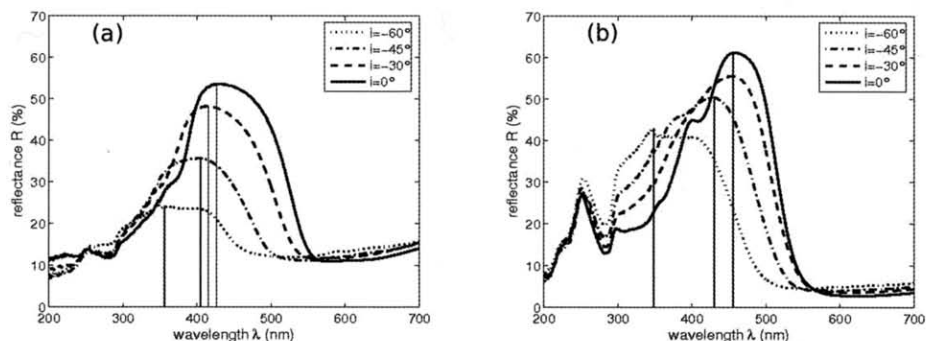 (a)
i=-60°
i=-45°
i=-30°
i=0°
reflectance R (%)
70
60
50
40
30
20
10
0
200 300 400 500 600 700
wavelength λ (nm)
(b)
i=-60°
i=-45°
i=-30°
i=0°
reflectance R (%)
70
60
50
40
30
20
10
0
200 300 400 500 600 700
wavelength λ (nm)